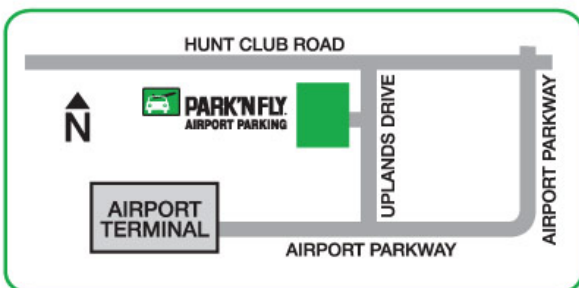 HUNT CLUB ROAD
PARK'N FLY.
AIRPORT PARKING
N
UPLANDS DRIVE
AIRPORT PARKWAY
AIRPORT
TERMINAL
AIRPORT PARKWAY